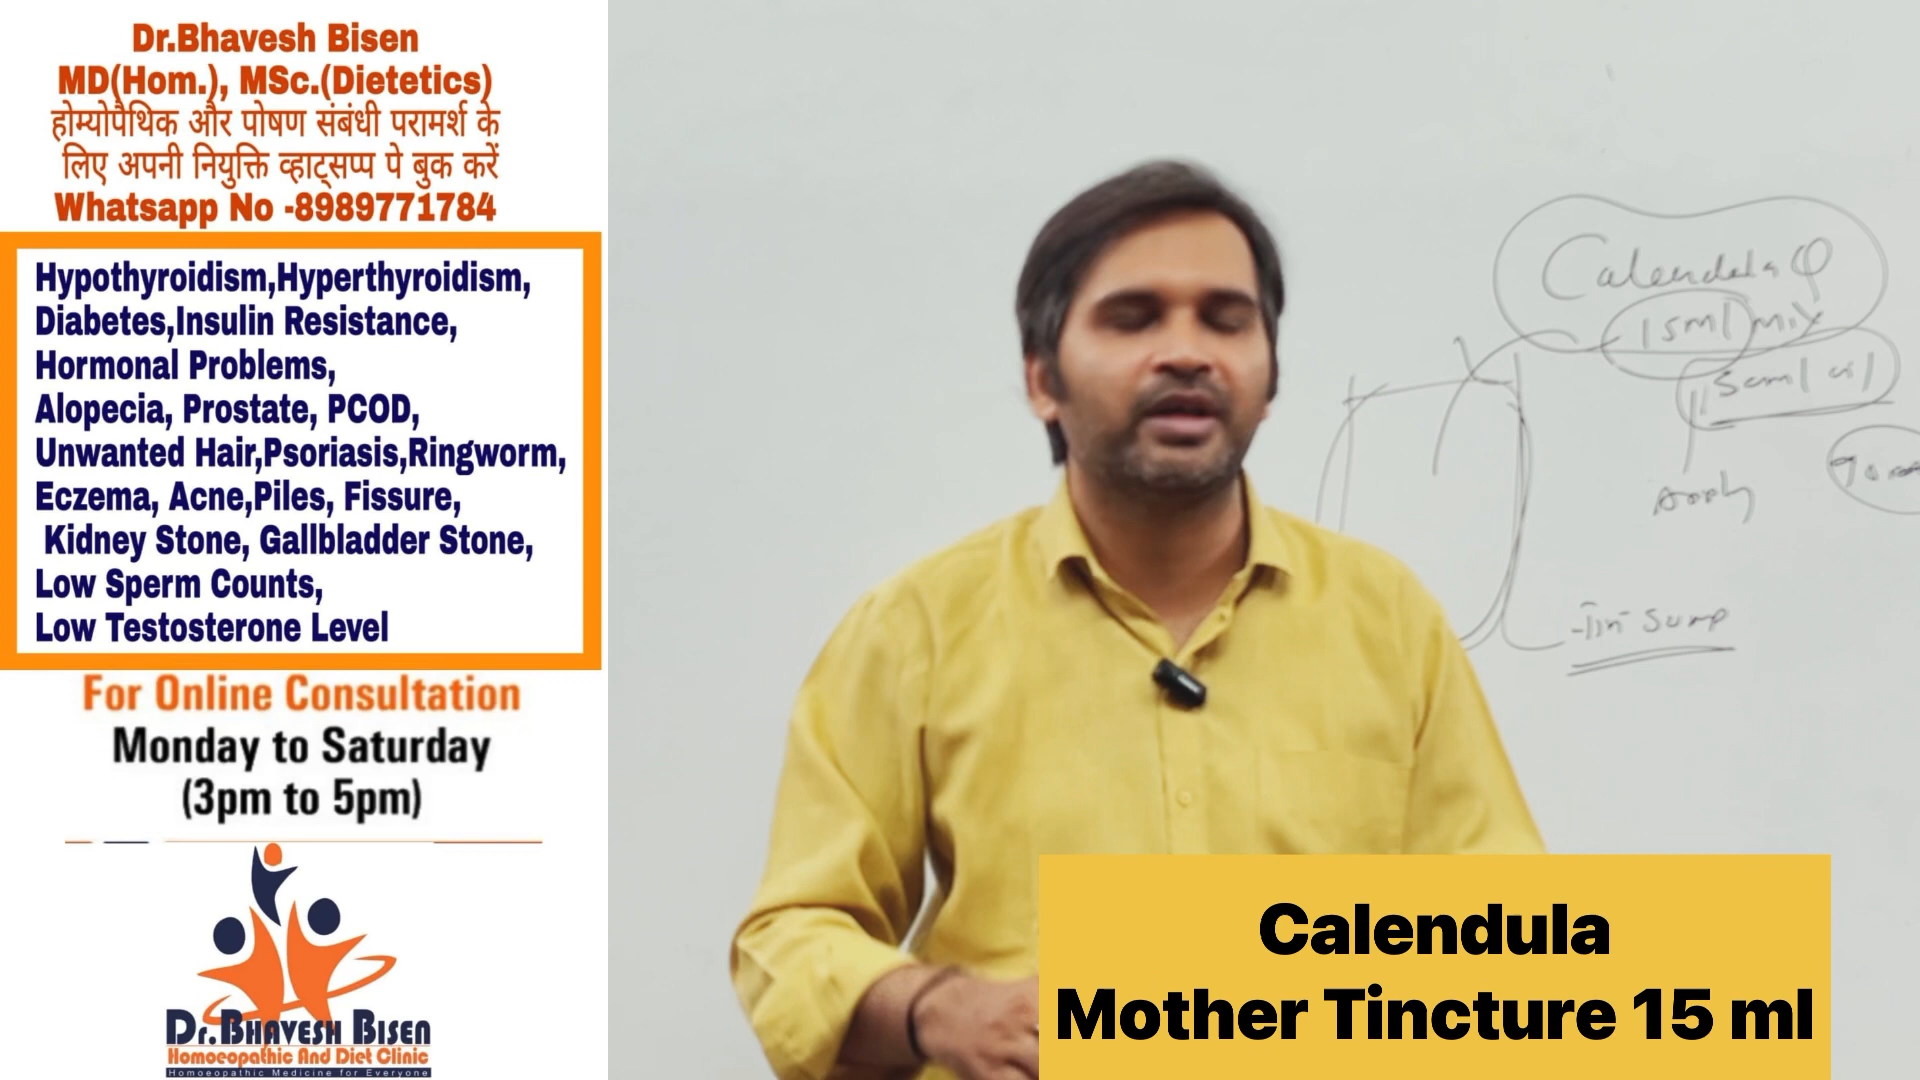 Dr.Bhavesh Bisen
MD(Hom.), MSc.(Dietetics)
होम्योपैथिक और पोषण संबंधी परामर्श के
लिए अपनी नियुक्ति व्हाट्सप्प पे बुक करें
Whatsapp No -8989771784
Hypothyroidism,Hyperthyroidism,
Diabetes,Insulin Resistance,
Hormonal Problems,
Alopecia, Prostate, PCOD,
Unwanted Hair,Psoriasis,Ringworm,
Eczema, Acne,Piles, Fissure,
Kidney Stone, Gallbladder Stone,
Low Sperm Counts,
Low Testosterone Level
For Online Consultation
Monday to Saturday
(3pm to 5pm)
Dr.Bhavesh Bisen
Homoeopathic And Diet Clinic
Homoeopathic Medicine for Everyone
Calendula Φ
15ml mix
50ml oil
Apply
Calendula
Mother Tincture 15 ml